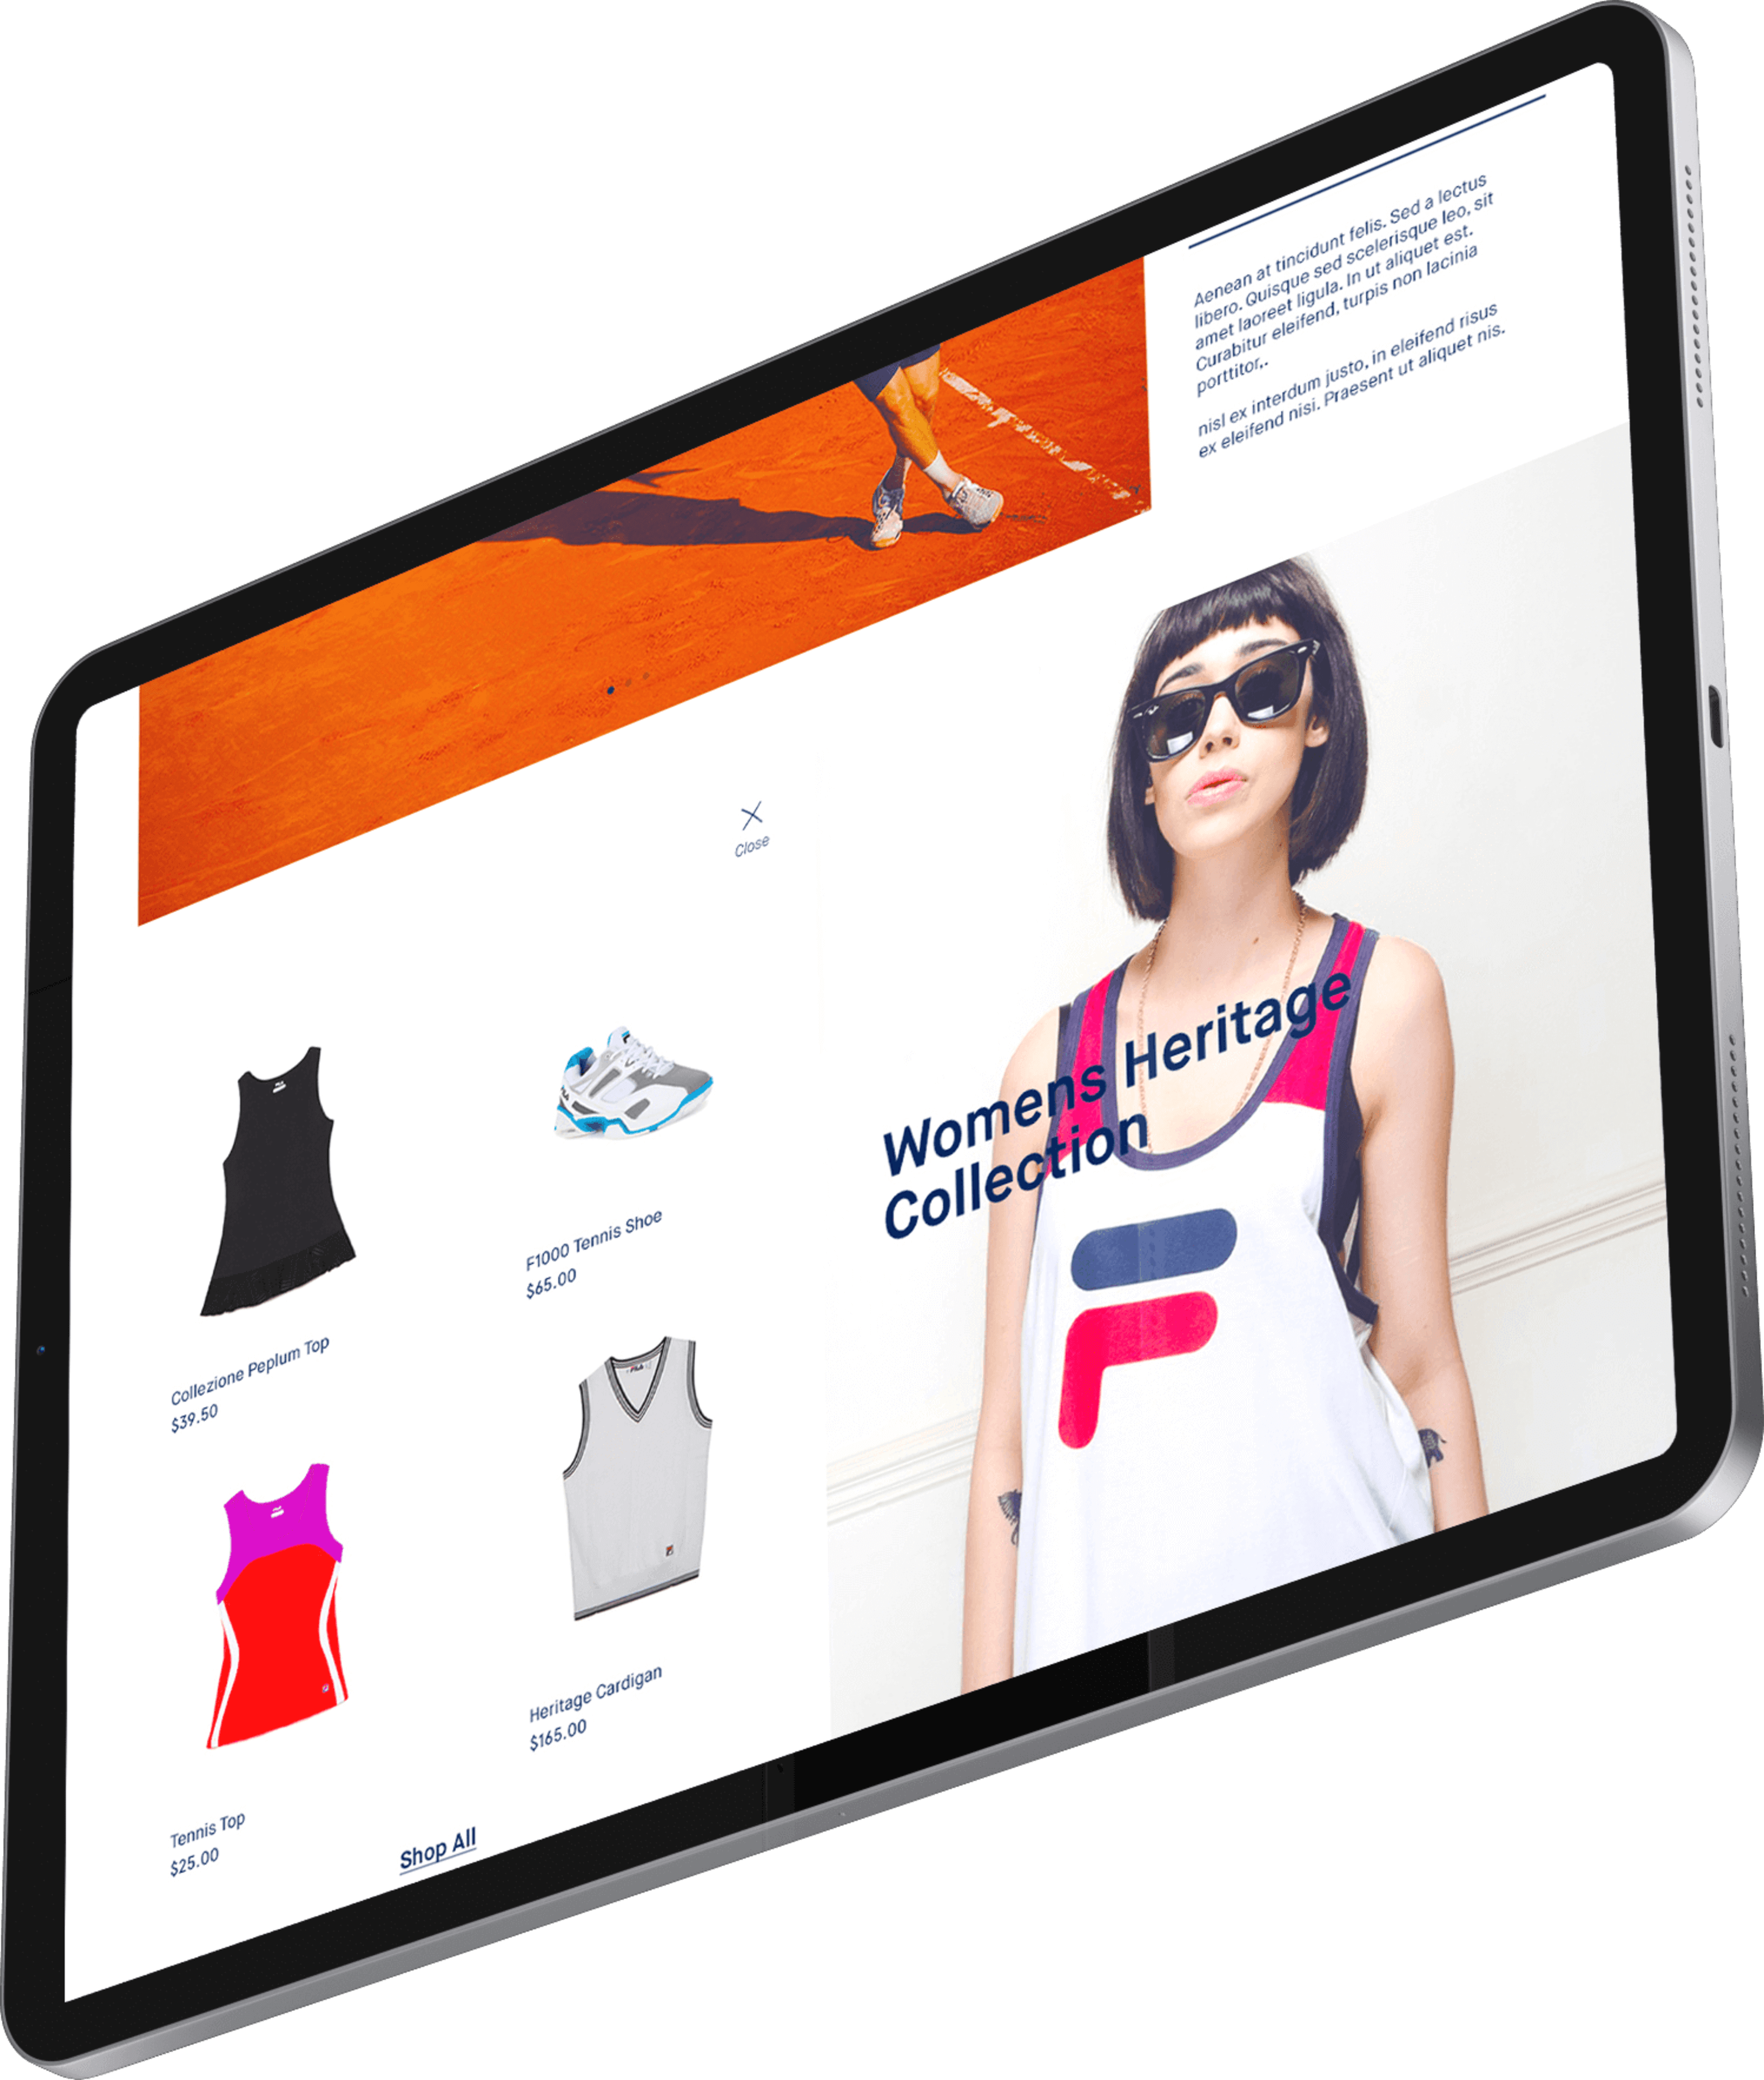 Aenean at tincidunt felis. Sed a lectus
libero. Quisque sed scelerisque leo, sit
amet laoreet ligula. In ut aliquet est.
Curabitur eleifend, turpis non lacinia
porttitor,.
nisl ex interdum justo, in eleifend risus
ex eleifend nisi. Praesent ut aliquet nis.
Close
Collezione Peplum Top
$39.50
F1000 Tennis Shoe
$65.00
Tennis Top
$25.00
Heritage Cardigan
$165.00
Shop All
Womens Heritage
Collection